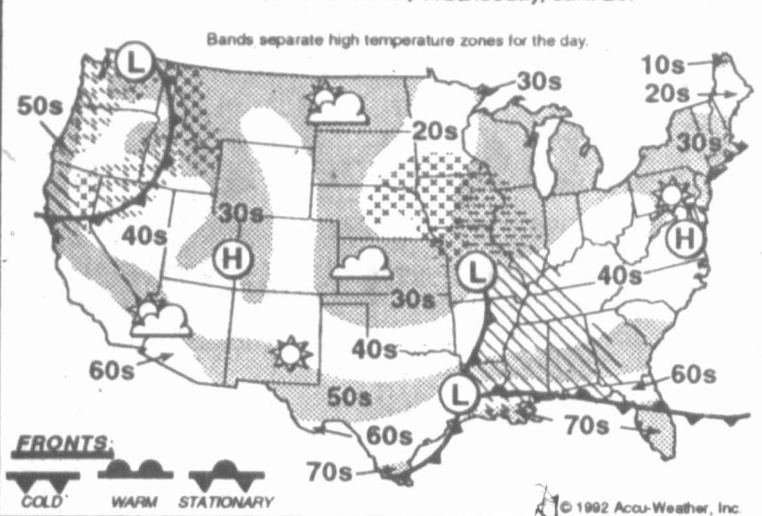 Bands separate high temperature zones for the day.
L
50s
30s
10s
20s
20s
30s
30s
40s
H
H
L
40s
30s
60s
40s
L
50s
60s
60s
70s
70s
FRONTS:
COLD
WARM
STATIONARY
© 1992 Accu-Weather, Inc.